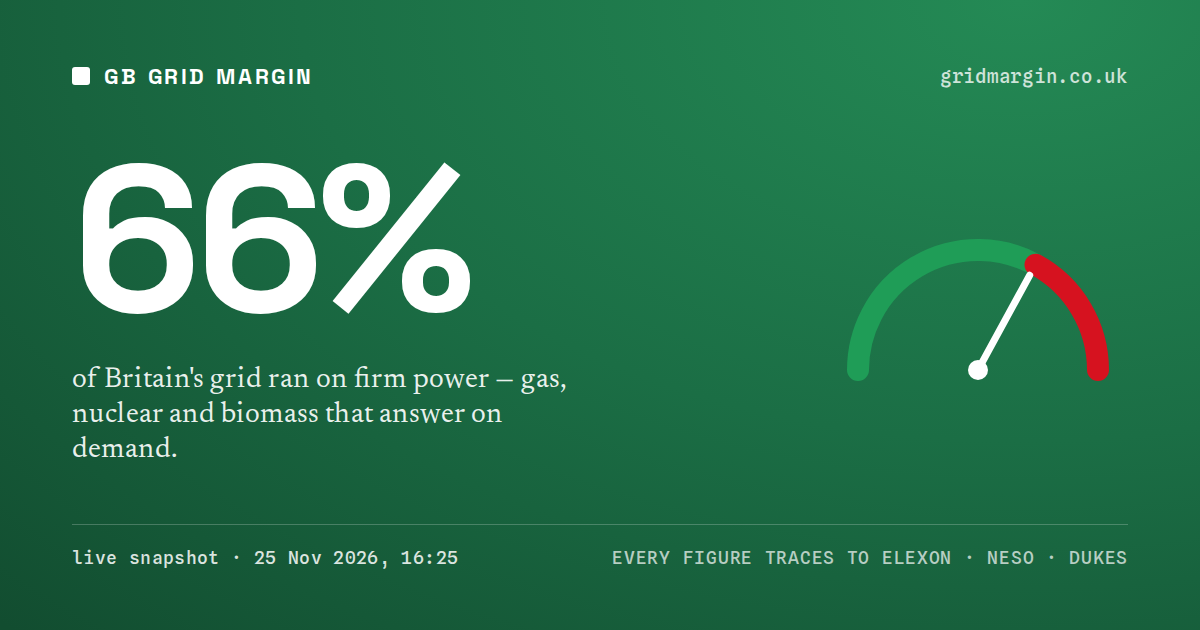 GB GRID MARGIN
gridmargin.co.uk
66%
of Britain's grid ran on firm power — gas,
nuclear and biomass that answer on
demand.
live snapshot · 25 Nov 2026, 16:25
EVERY FIGURE TRACES TO ELEXON · NESO · DUKES